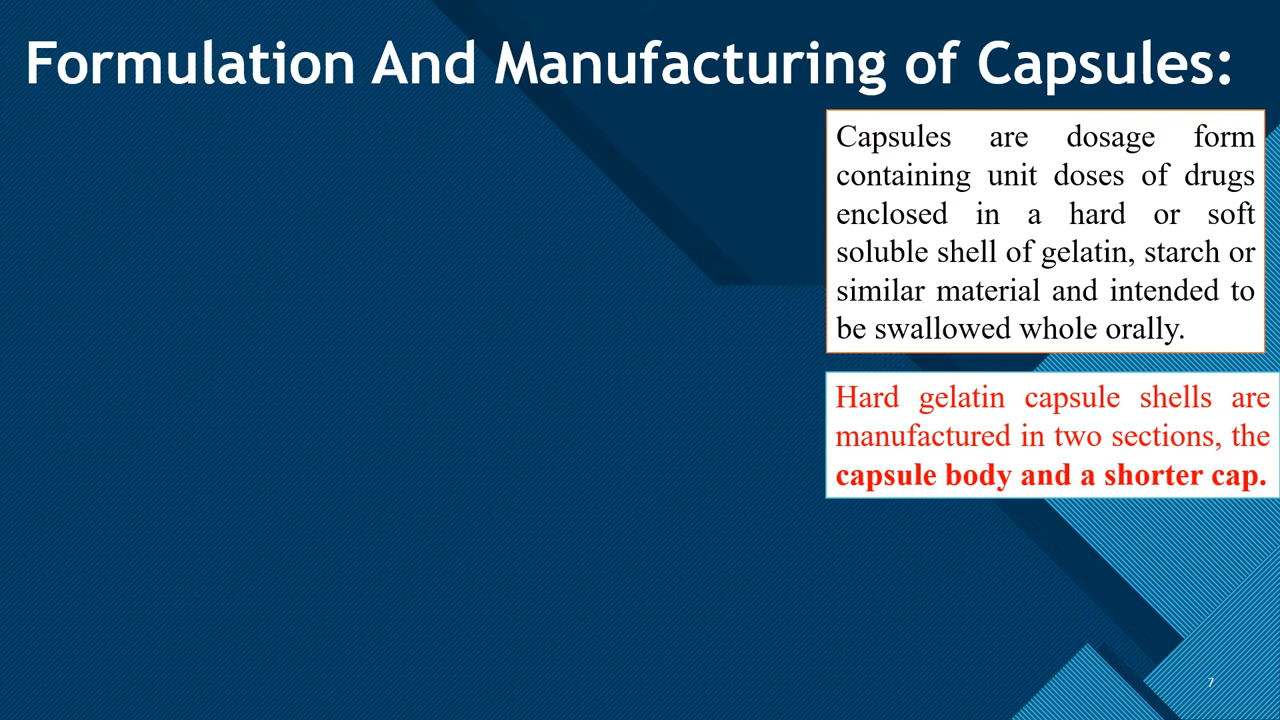 Formulation And Manufacturing of Capsules:
Capsules are dosage form
containing unit doses of drugs
enclosed in a hard or soft
soluble shell of gelatin, starch or
similar material and intended to
be swallowed whole orally.
Hard gelatin capsule shells are
manufactured in two sections, the
capsule body and a shorter cap.
7